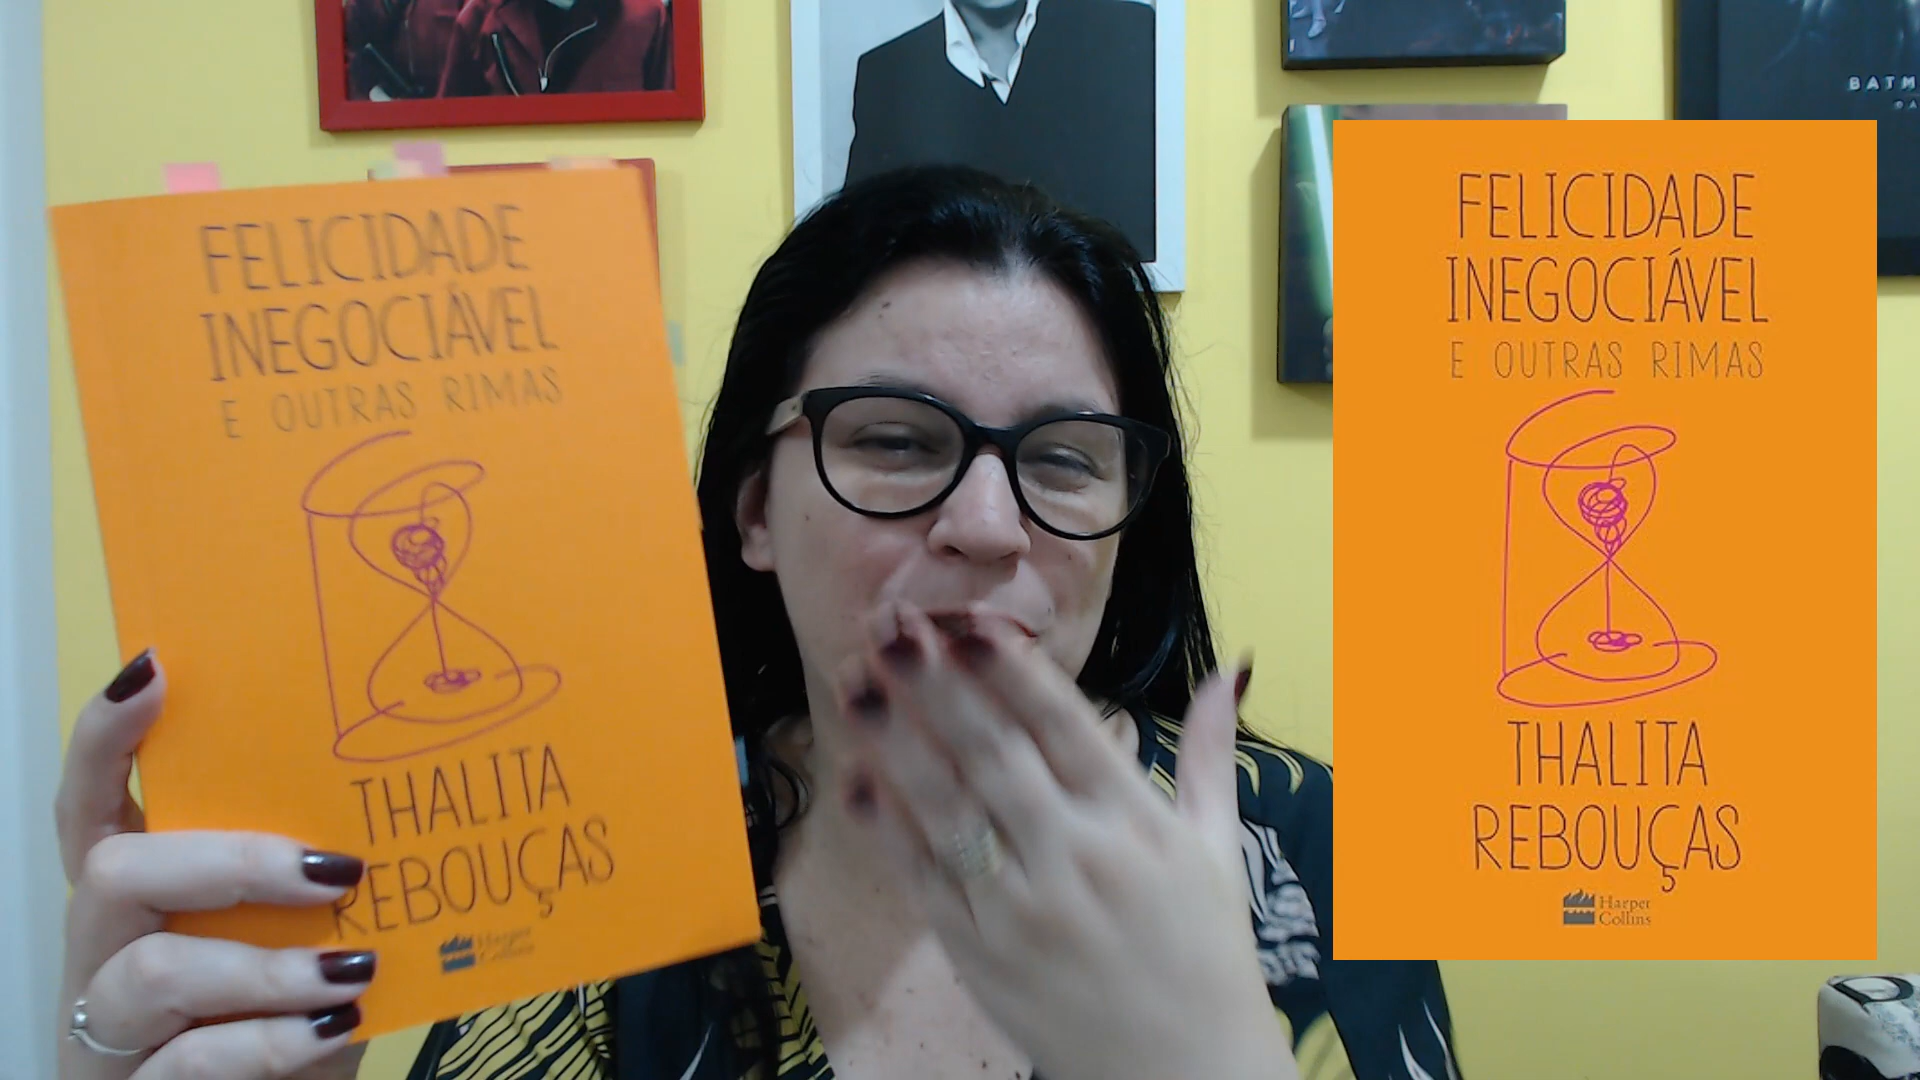 FELICIDADE
INEGOCIÁVEL
E OUTRAS RIMAS
THALITA
REBOUÇAS
Harper
Collins
FELICIDADE
INEGOCIÁVEL
E OUTRAS RIMAS
THALITA
REBOUÇAS
Harper
Collins
BATM